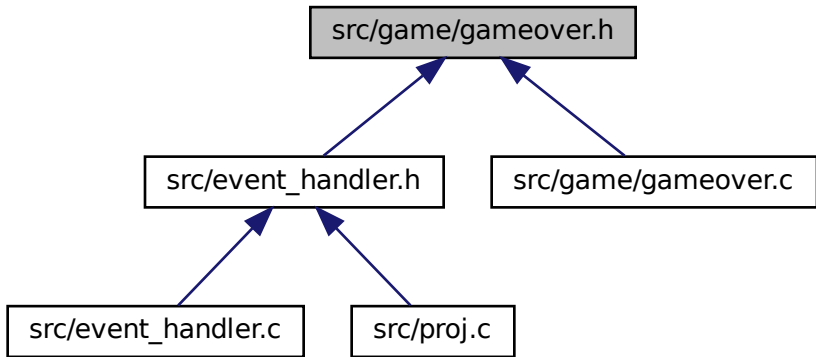 src/game/gameover.h
src/event_handler.h
src/game/gameover.c
src/event_handler.c
src/proj.c